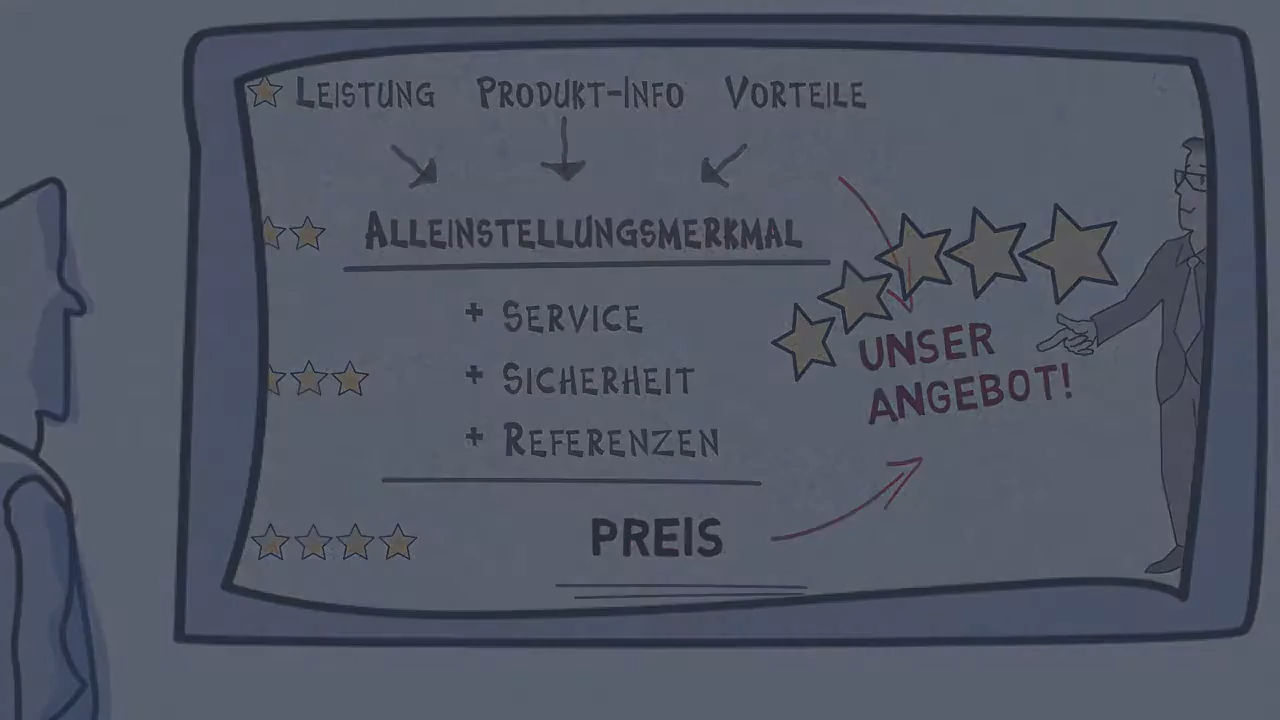 LEISTUNG PRODUKT-INFO VORTEILE
ALLEINSTELLUNGSMERKMAL
+ SERVICE
+ SICHERHEIT
+ REFERENZEN
UNSER
ANGEBOT!
PREIS